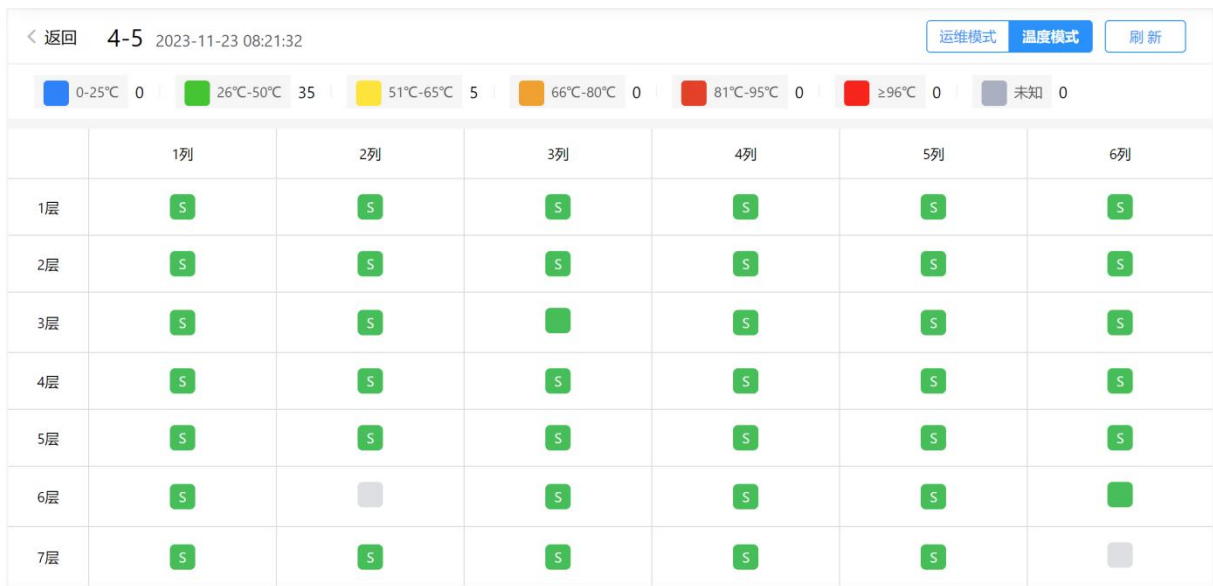 返回 4-5 2023-11-23 08:21:32 运维模式 温度模式 刷 新
0-25℃ 0 26℃-50℃ 35 51℃-65℃ 5 66℃-80℃ 0 81℃-95℃ 0 ≥96℃ 0 未知 0
1列 2列 3列 4列 5列 6列
1层 S S S S S S
2层 S S S S S S
3层 S S S S S
4层 S S S S S S
5层 S S S S S S
6层 S S S S
7层 S S S S S